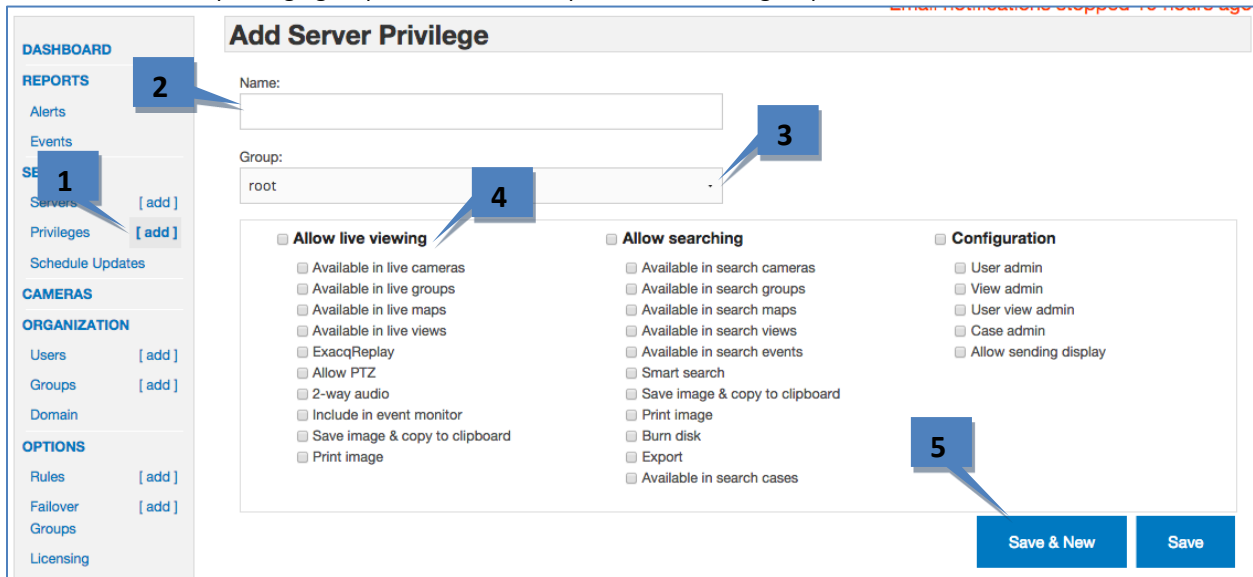 Email notifications stopped 16 hours ago
Add Server Privilege
DASHBOARD
REPORTS
Alerts
Events
Servers [ add ]
Privileges [ add ]
Schedule Updates
CAMERAS
ORGANIZATION
Users [ add ]
Groups [ add ]
Domain
OPTIONS
Rules [ add ]
Failover Groups [ add ]
Licensing
2
1
Name:
3
Group:
root
4
Allow live viewing
Available in live cameras
Available in live groups
Available in live maps
Available in live views
ExacqReplay
Allow PTZ
2-way audio
Include in event monitor
Save image & copy to clipboard
Print image
Allow searching
Available in search cameras
Available in search groups
Available in search maps
Available in search views
Available in search events
Smart search
Save image & copy to clipboard
Print image
Burn disk
Export
Available in search cases
Configuration
User admin
View admin
User view admin
Case admin
Allow sending display
5
Save & New
Save